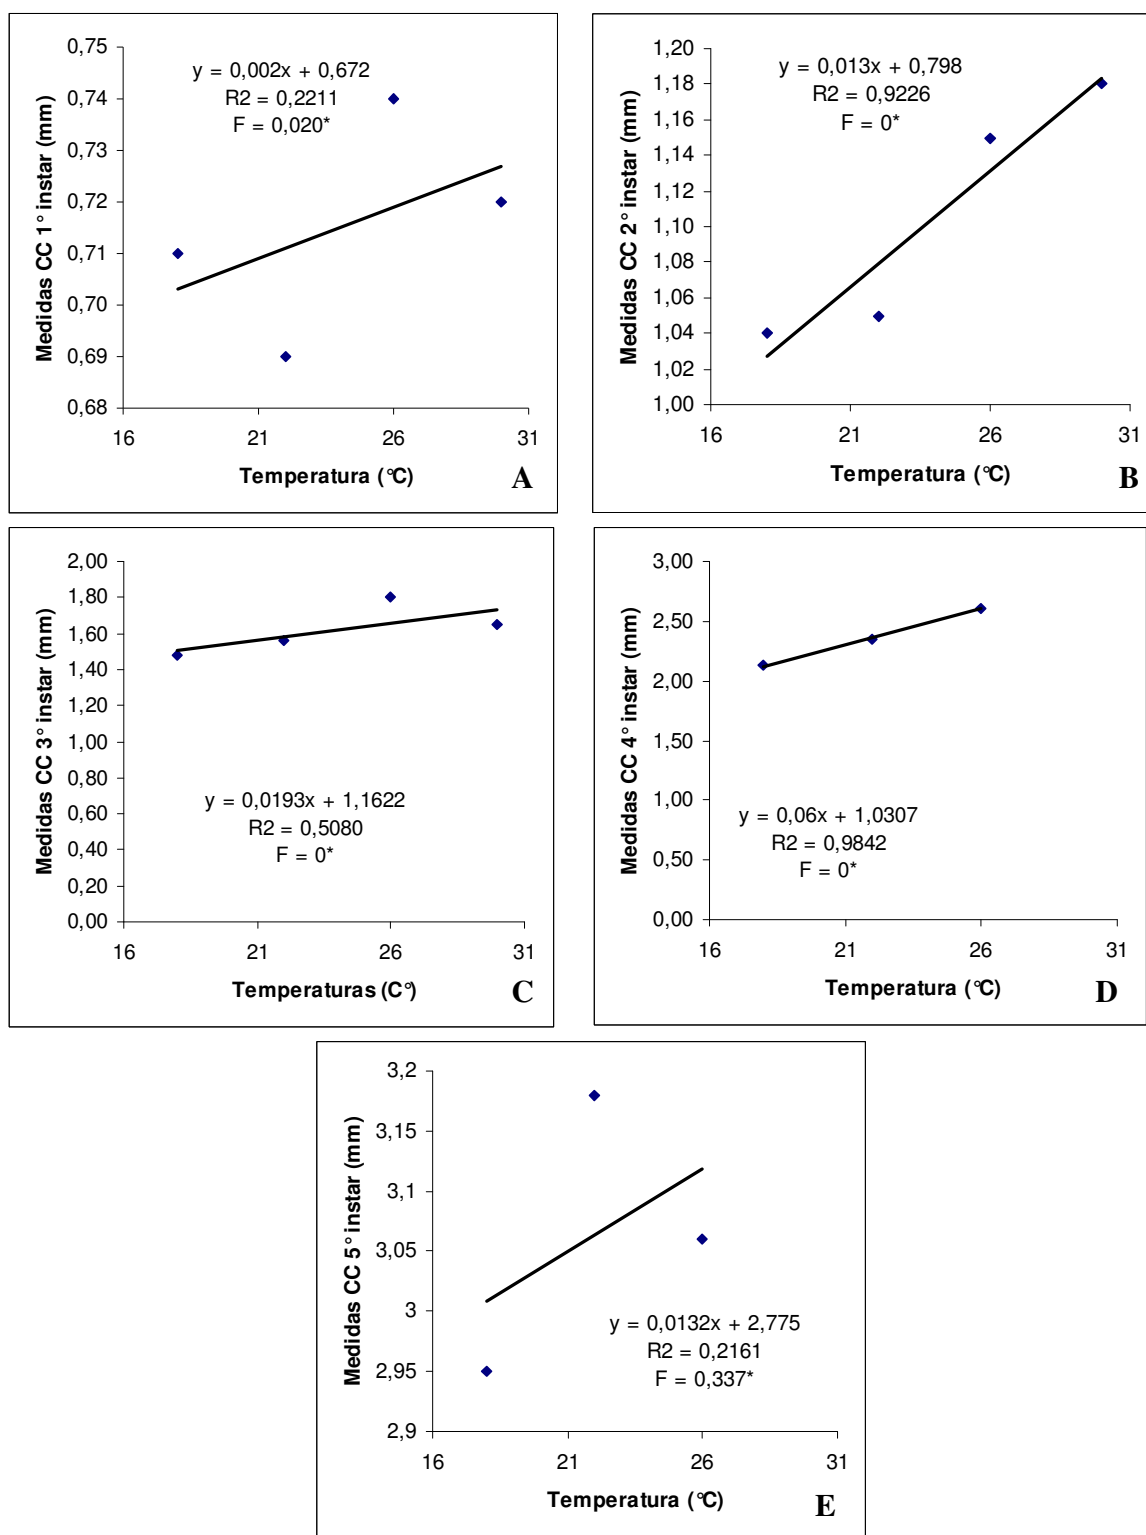 0,75
0,74
0,73
0,72
0,71
0,70
0,69
0,68
Medidas CC 1° instar (mm)
y = 0,002x + 0,672
R2 = 0,2211
F = 0,020*
16 21 26 31
Temperatura (°C)
A
1,20
1,18
1,16
1,14
1,12
1,10
1,08
1,06
1,04
1,02
1,00
Medidas CC 2° instar (mm)
y = 0,013x + 0,798
R2 = 0,9226
F = 0*
16 21 26 31
Temperatura (°C)
B
2,00
1,80
1,60
1,40
1,20
1,00
0,80
0,60
0,40
0,20
0,00
Medidas CC 3° instar (mm)
y = 0,0193x + 1,1622
R2 = 0,5080
F = 0*
16 21 26 31
Temperaturas (C°)
C
3,00
2,50
2,00
1,50
1,00
0,50
0,00
Medidas CC 4° instar (mm)
y = 0,06x + 1,0307
R2 = 0,9842
F = 0*
16 21 26 31
Temperatura (°C)
D
3,2
3,15
3,1
3,05
3
2,95
2,9
Medidas CC 5° instar (mm)
y = 0,0132x + 2,775
R2 = 0,2161
F = 0,337*
16 21 26 31
Temperatura (°C)
E